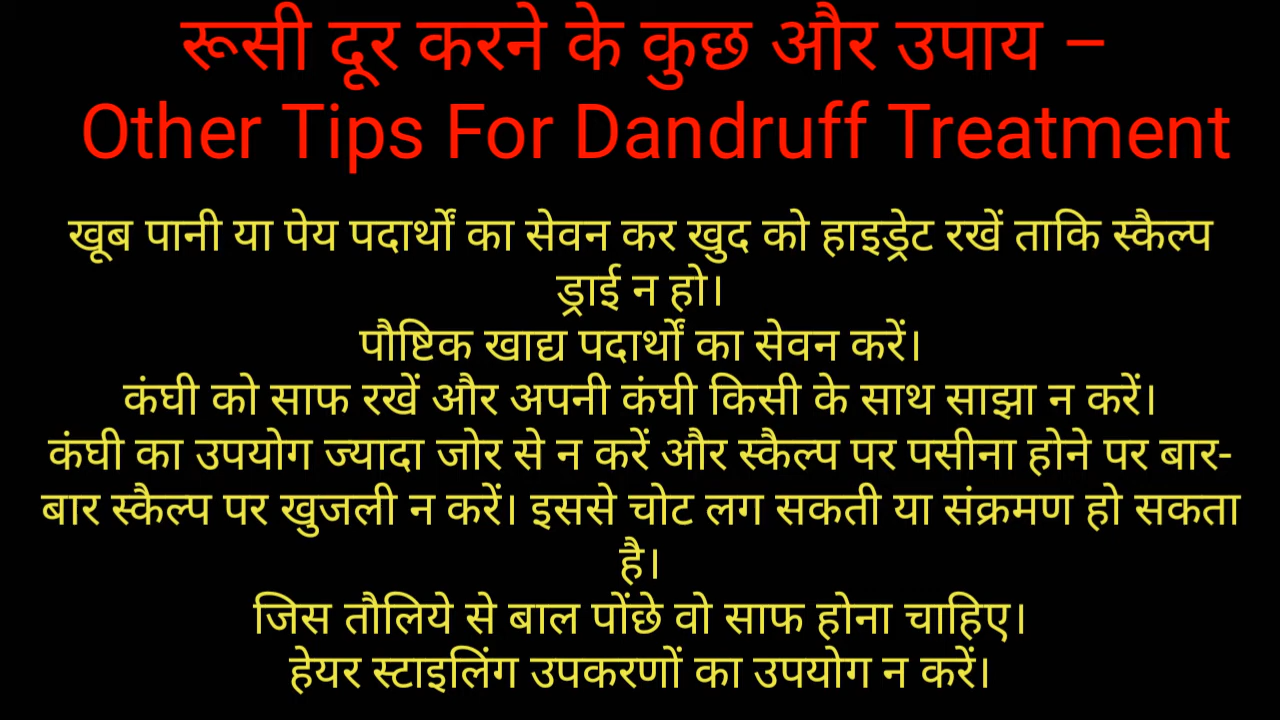 रूसी दूर करने के कुछ और उपाय –
Other Tips For Dandruff Treatment
खूब पानी या पेय पदार्थों का सेवन कर खुद को हाइड्रेट रखें ताकि स्कैल्प
ड्राई न हो।
पौष्टिक खाद्य पदार्थों का सेवन करें।
कंघी को साफ रखें और अपनी कंघी किसी के साथ साझा न करें।
कंघी का उपयोग ज्यादा जोर से न करें और स्कैल्प पर पसीना होने पर बार-
बार स्कैल्प पर खुजली न करें। इससे चोट लग सकती या संक्रमण हो सकता
है।
जिस तौलिये से बाल पोंछे वो साफ होना चाहिए।
हेयर स्टाइलिंग उपकरणों का उपयोग न करें।